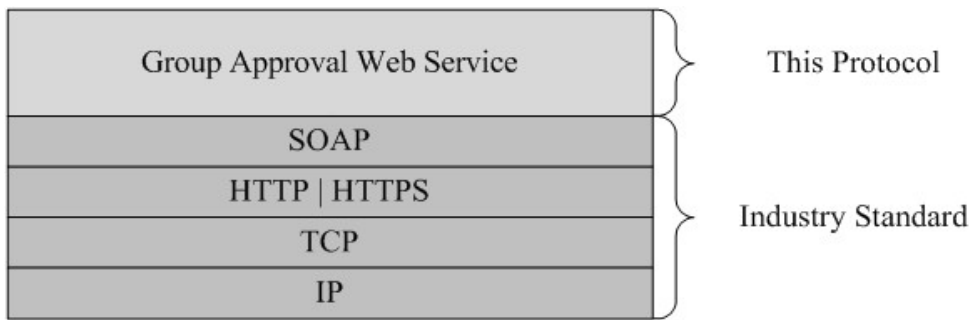 Group Approval Web Service
This Protocol
SOAP
HTTP | HTTPS
TCP
IP
Industry Standard